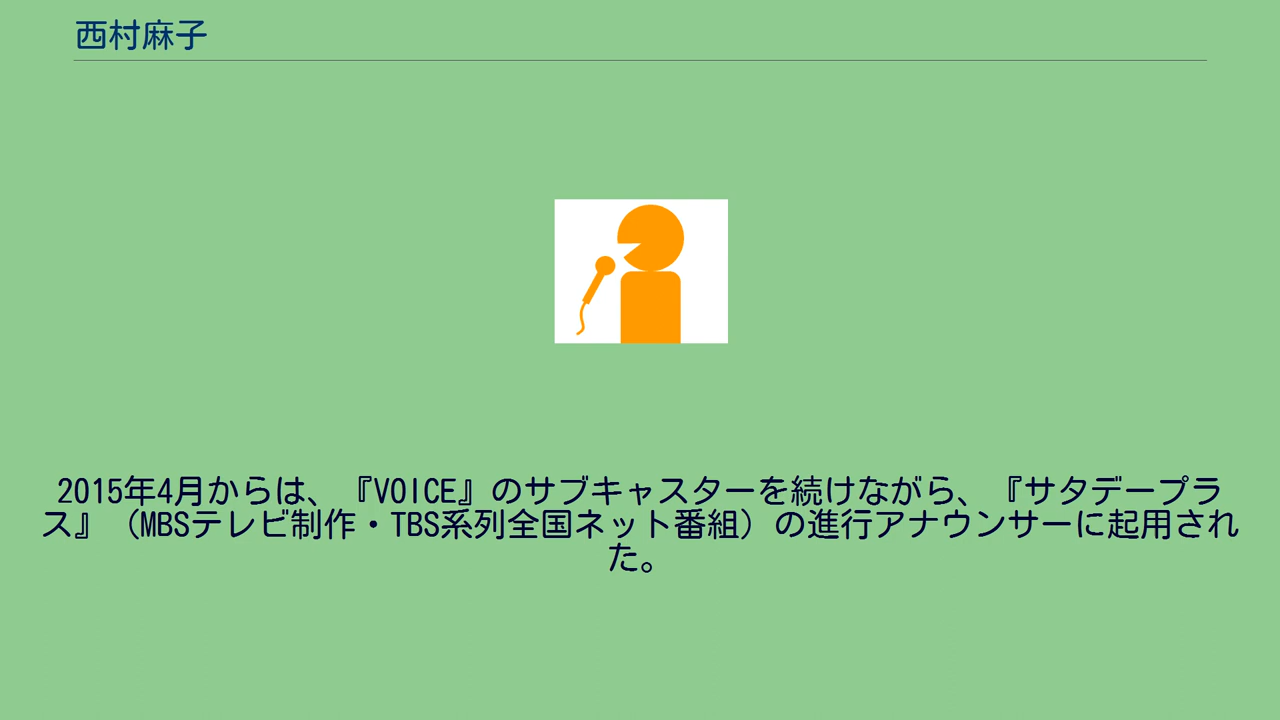 西村麻子
2015年4月からは、『VOICE』のサブキャスターを続けながら、『サタデープラ
ス』（MBSテレビ制作・TBS系列全国ネット番組）の進行アナウンサーに起用され
た。